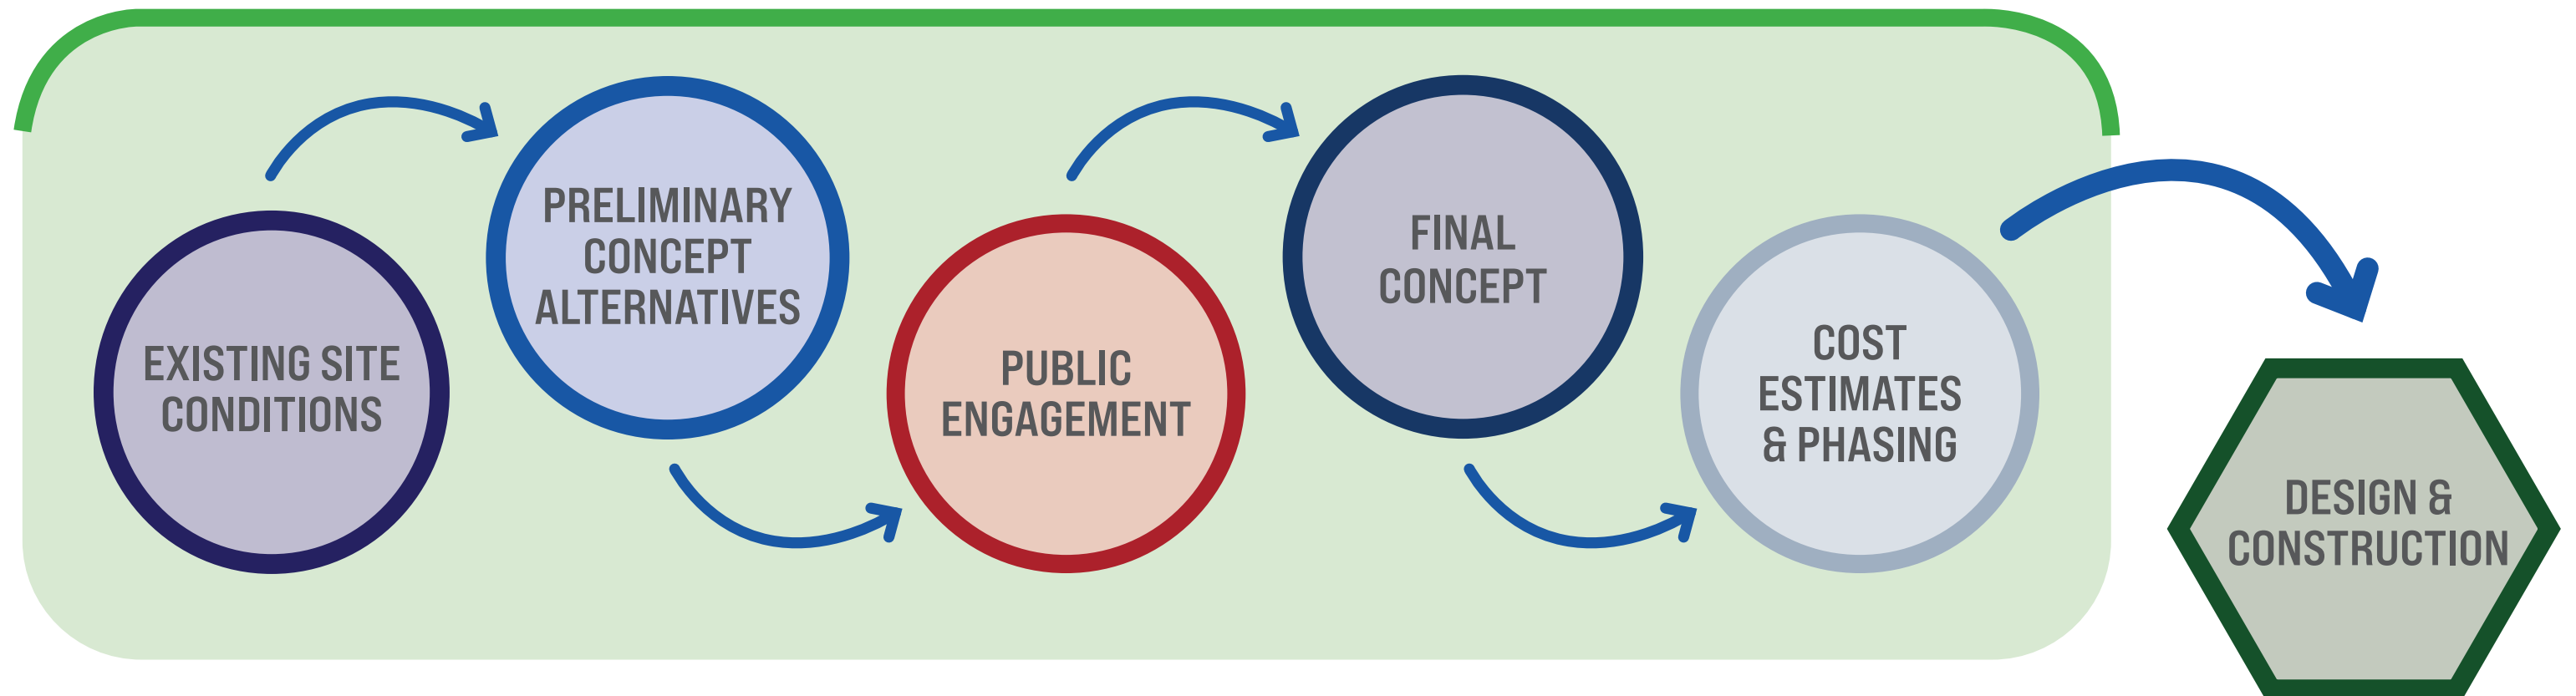 EXISTING SITE
CONDITIONS
PRELIMINARY
CONCEPT
ALTERNATIVES
PUBLIC
ENGAGEMENT
FINAL
CONCEPT
COST
ESTIMATES
& PHASING
DESIGN &
CONSTRUCTION